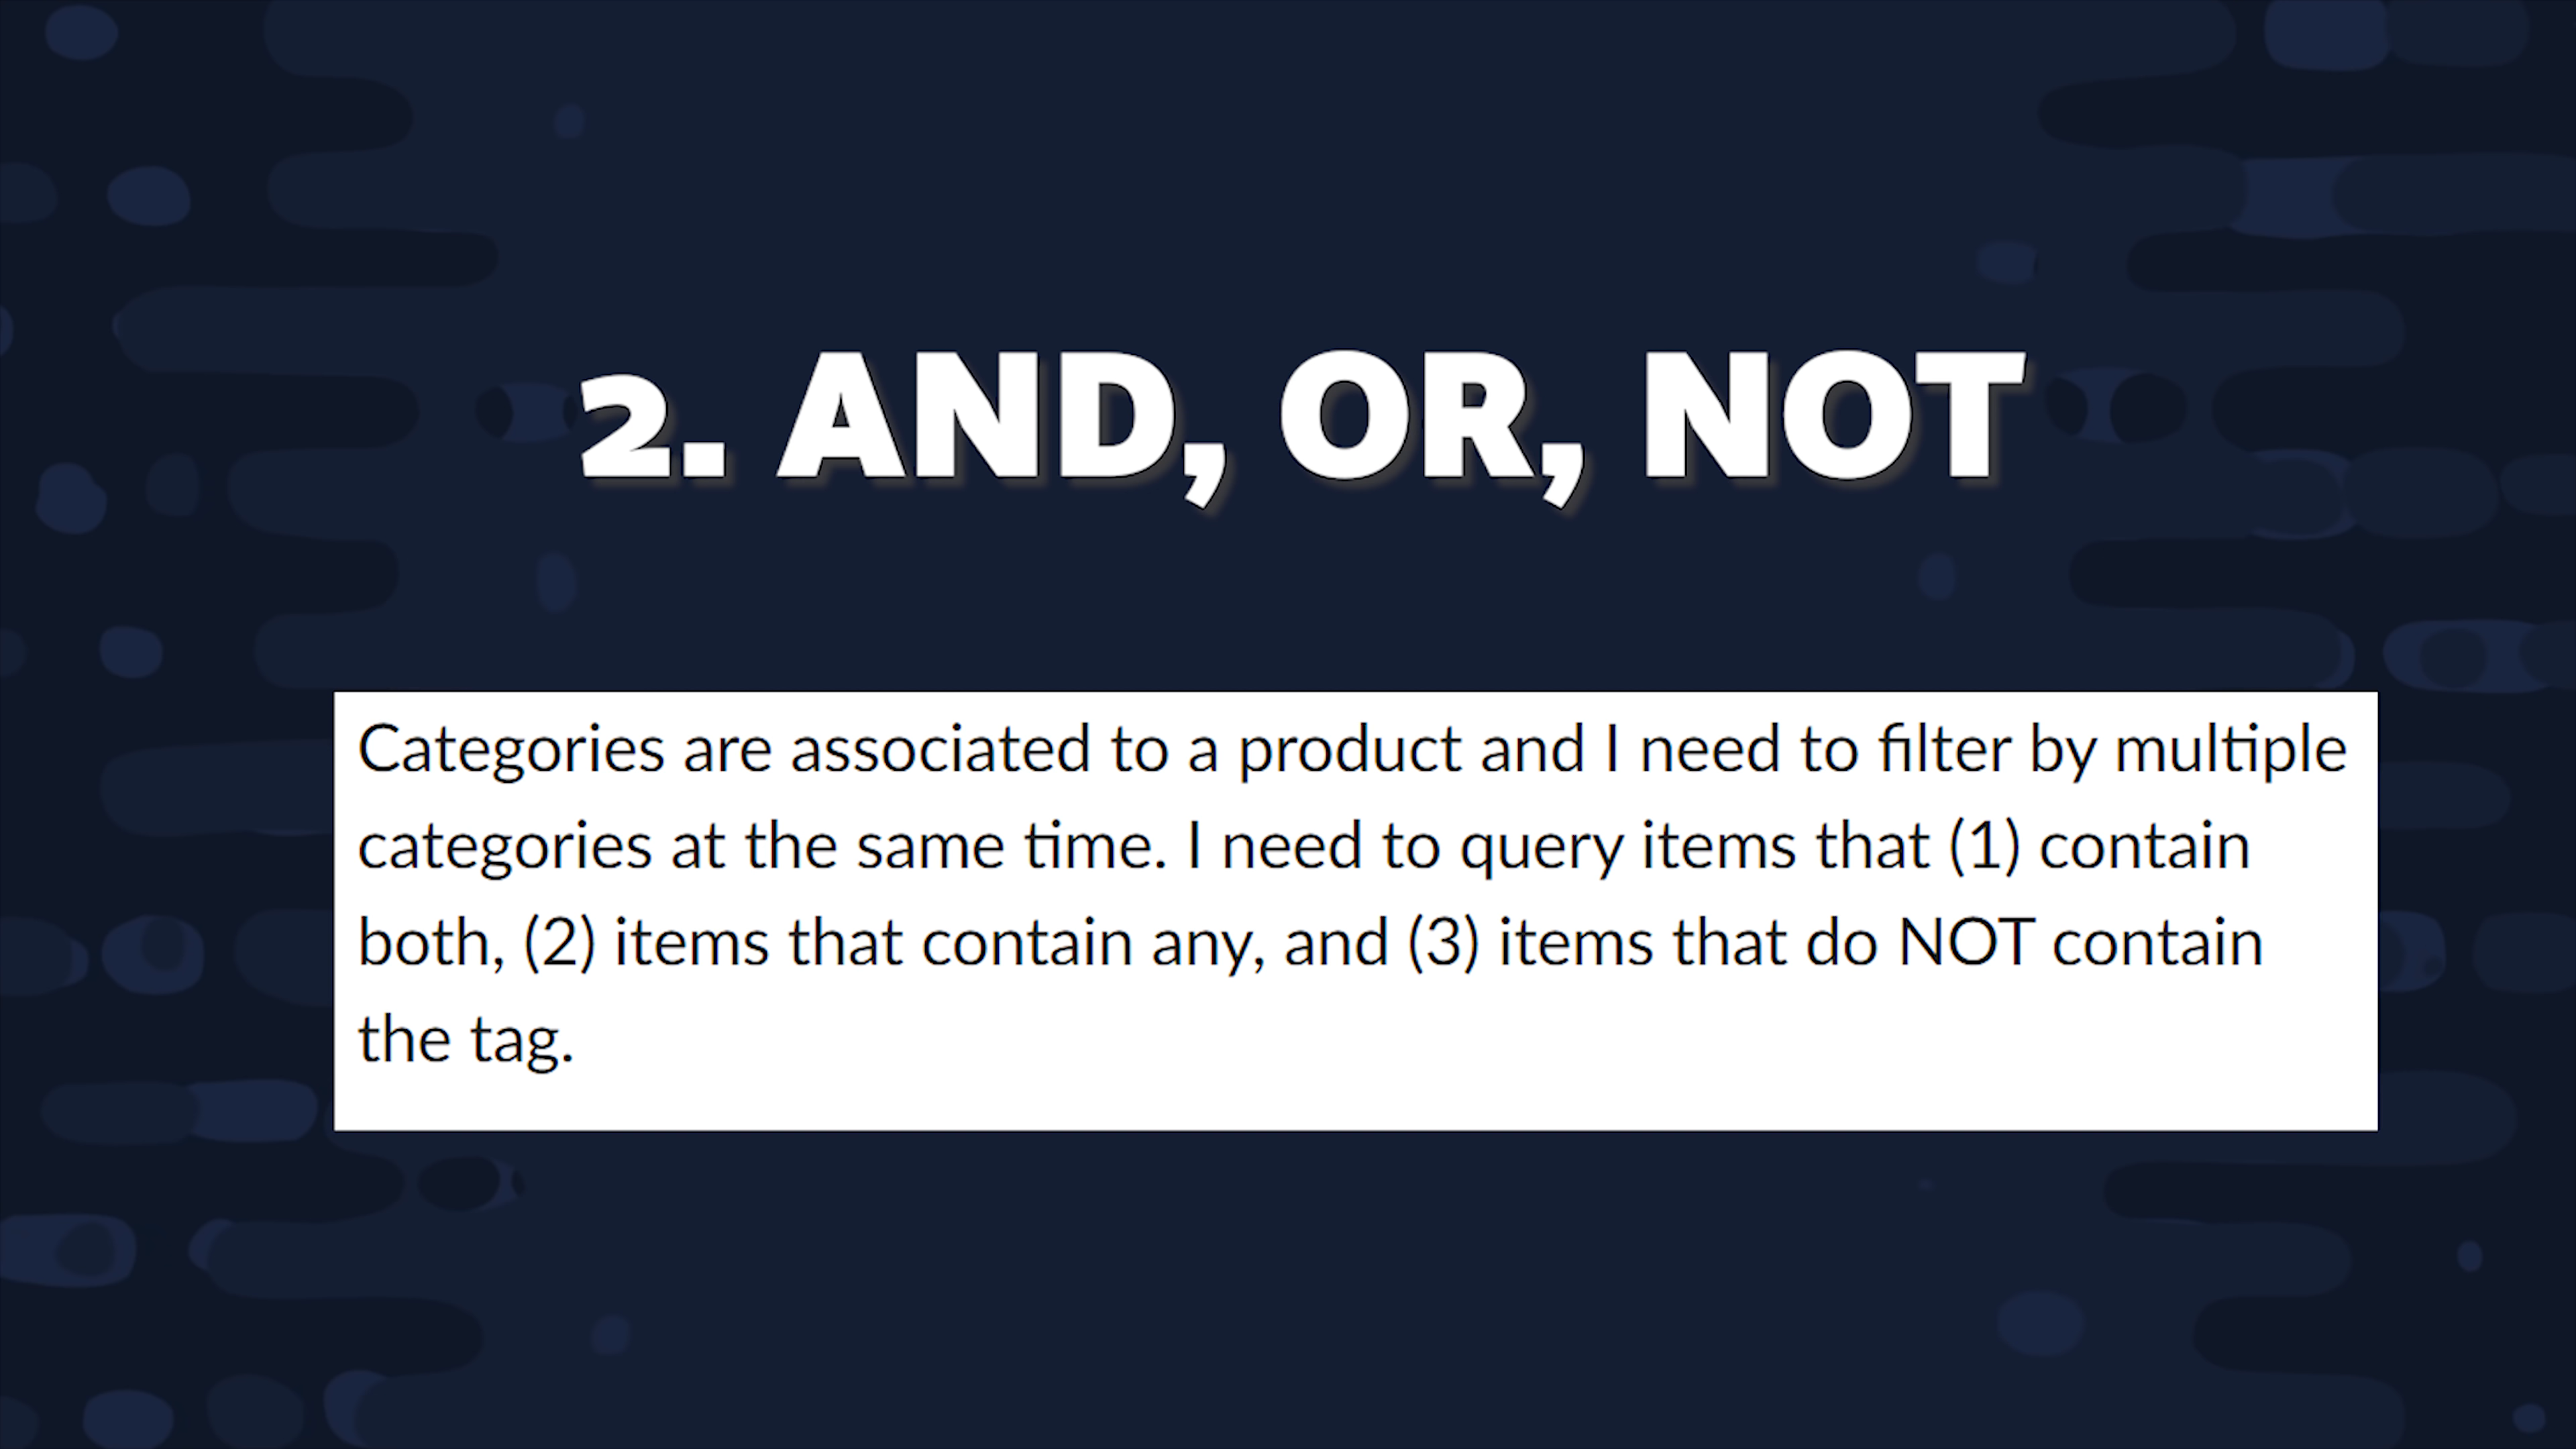 2. AND, OR, NOT
Categories are associated to a product and I need to filter by multiple
categories at the same time. I need to query items that (1) contain
both, (2) items that contain any, and (3) items that do NOT contain
the tag.